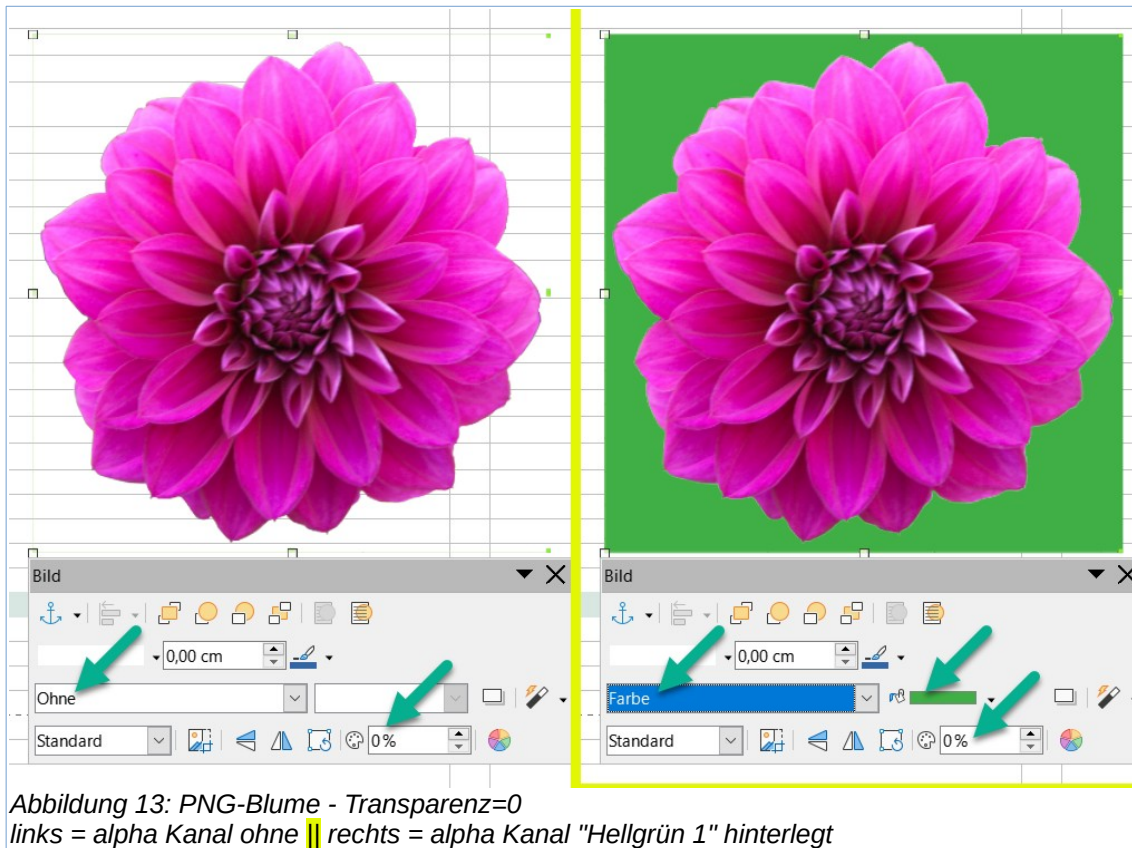 Bild
0,00 cm
Ohne
Standard
0%
Bild
0,00 cm
Farbe
Standard
0%
Abbildung 13: PNG-Blume - Transparenz=0
links = alpha Kanal ohne || rechts = alpha Kanal "Hellgrün 1" hinterlegt